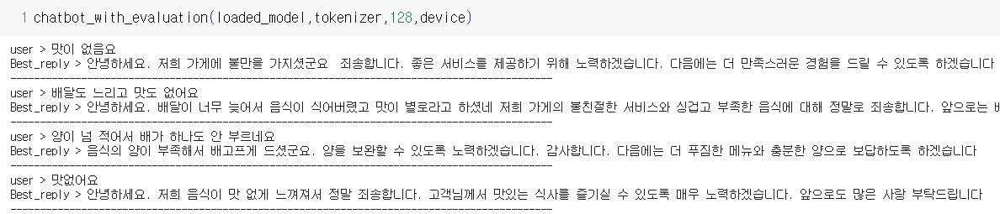 1 chatbot_with_evaluation(loaded_model,tokenizer,128,device)
user > 맛이 없음요
Best_reply > 안녕하세요. 저희 가게에 불만을 가지셨군요  죄송합니다. 좋은 서비스를 제공하기 위해 노력하겠습니다. 다음에는 더 만족스러운 경험을 드릴 수 있도록 하겠습니다
--------------------------------------------------------------------------------------------
user > 배달도 느리고 맛도 없어요
Best_reply > 안녕하세요. 배달이 너무 늦어서 음식이 식어버렸고 맛이 별로라고 하셨네 저희 가게의 불친절한 서비스와 싱겁고 부족한 음식에 대해 정말로 죄송합니다. 앞으로는
--------------------------------------------------------------------------------------------
user > 양이 넘 적어서 배가 하나도 안 부르네요
Best_reply > 음식의 양이 부족해서 배고프게 드셨군요. 양을 보완할 수 있도록 노력하겠습니다. 감사합니다. 다음에는 더 푸짐한 메뉴와 충분한 양으로 보답하도록 하겠습니다
--------------------------------------------------------------------------------------------
user > 맛없어요
Best_reply > 안녕하세요. 저희 음식이 맛 없게 느껴져서 정말 죄송합니다. 고객님께서 맛있는 식사를 즐기실 수 있도록 매우 노력하겠습니다. 앞으로도 많은 사랑 부탁드립니다
--------------------------------------------------------------------------------------------